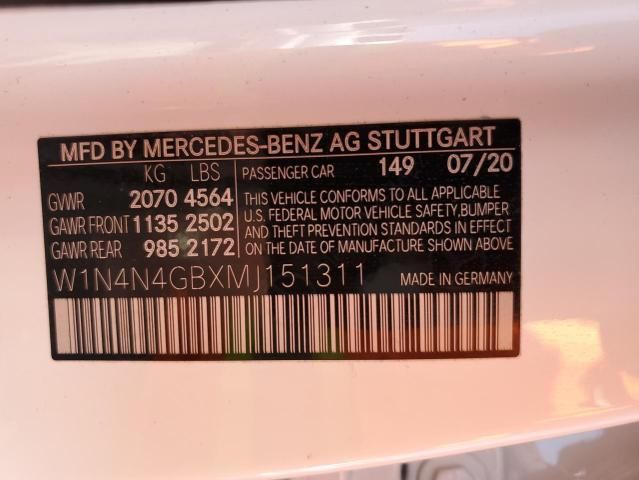 MFD BY MERCEDES-BENZ AG STUTTGART
KG LBS
GVWR 2070 4564
GAWR FRONT 1135 2502
GAWR REAR 985 2172
PASSENGER CAR 149 07/20
THIS VEHICLE CONFORMS TO ALL APPLICABLE
U.S. FEDERAL MOTOR VEHICLE SAFETY,BUMPER
AND THEFT PREVENTION STANDARDS IN EFFECT
ON THE DATE OF MANUFACTURE SHOWN ABOVE
W1N4N4GBXMJ151311
MADE IN GERMANY